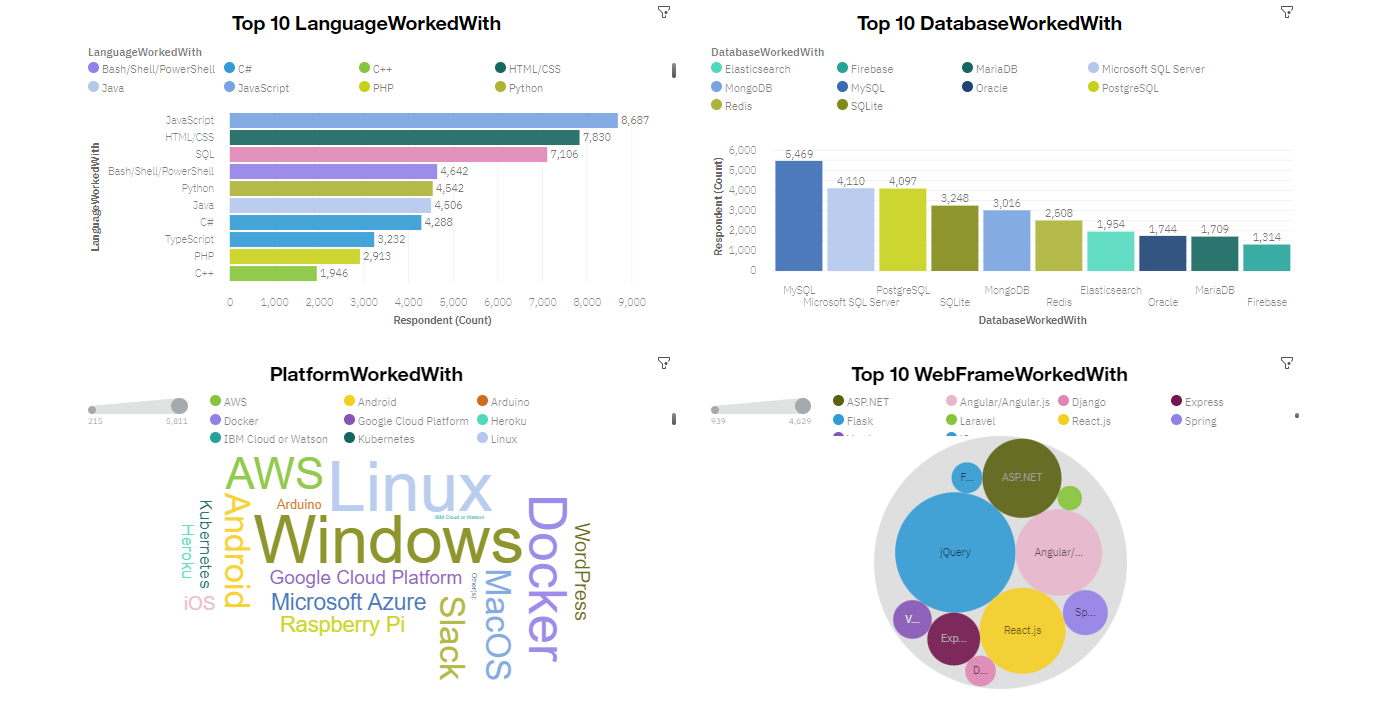 Top 10 LanguageWorkedWith
LanguageWorkedWith
Bash/Shell/PowerShell C# C++ HTML/CSS
Java JavaScript PHP Python
LanguageWorkedWith
JavaScript 8,687
HTML/CSS 7,830
SQL 7,106
Bash/Shell/PowerShell 4,642
Python 4,542
Java 4,506
C# 4,288
TypeScript 3,232
PHP 2,913
C++ 1,946
0 1,000 2,000 3,000 4,000 5,000 6,000 7,000 8,000 9,000
Respondent (Count)
Top 10 DatabaseWorkedWith
DatabaseWorkedWith
Elasticsearch Firebase MariaDB Microsoft SQL Server
MongoDB MySQL Oracle PostgreSQL
Redis SQLite
Respondent (Count)
6,000
5,000
4,000
3,000
2,000
1,000
0
5,469 4,110 4,097 3,248 3,016 2,508 1,954 1,744 1,709 1,314
MySQL PostgreSQL MongoDB Elasticsearch MariaDB
Microsoft SQL Server SQLite Redis Oracle Firebase
DatabaseWorkedWith
PlatformWorkedWith
215 5,811
AWS Android Arduino
Docker Google Cloud Platform Heroku
IBM Cloud or Watson Kubernetes Linux
AWS
Linux
Arduino
IBM Cloud or Watson
Kubernetes
Heroku
Android
Windows
Docker
WordPress
Google Cloud Platform
Other(s):
MacOS
iOS
Microsoft Azure
Slack
Raspberry Pi
Top 10 WebFrameWorkedWith
939 4,629
ASP.NET Angular/Angular.js Django Express
Flask Laravel React.js Spring
F...
ASP.NET
jQuery
Angular/...
V...
Exp...
React.js
Sp...
D...